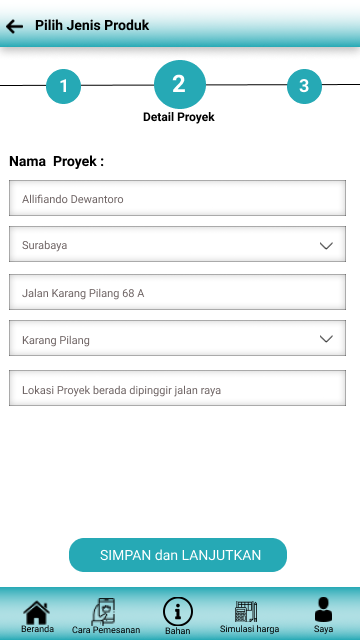 Pilih Jenis Produk
1
2
3
Detail Proyek
Nama Proyek :
Allifiando Dewantoro
Surabaya
Jalan Karang Pilang 68 A
Karang Pilang
Lokasi Proyek berada dipinggir jalan raya
SIMPAN dan LANJUTKAN
Beranda Cara Pemesanan Bahan Simulasi harga Saya